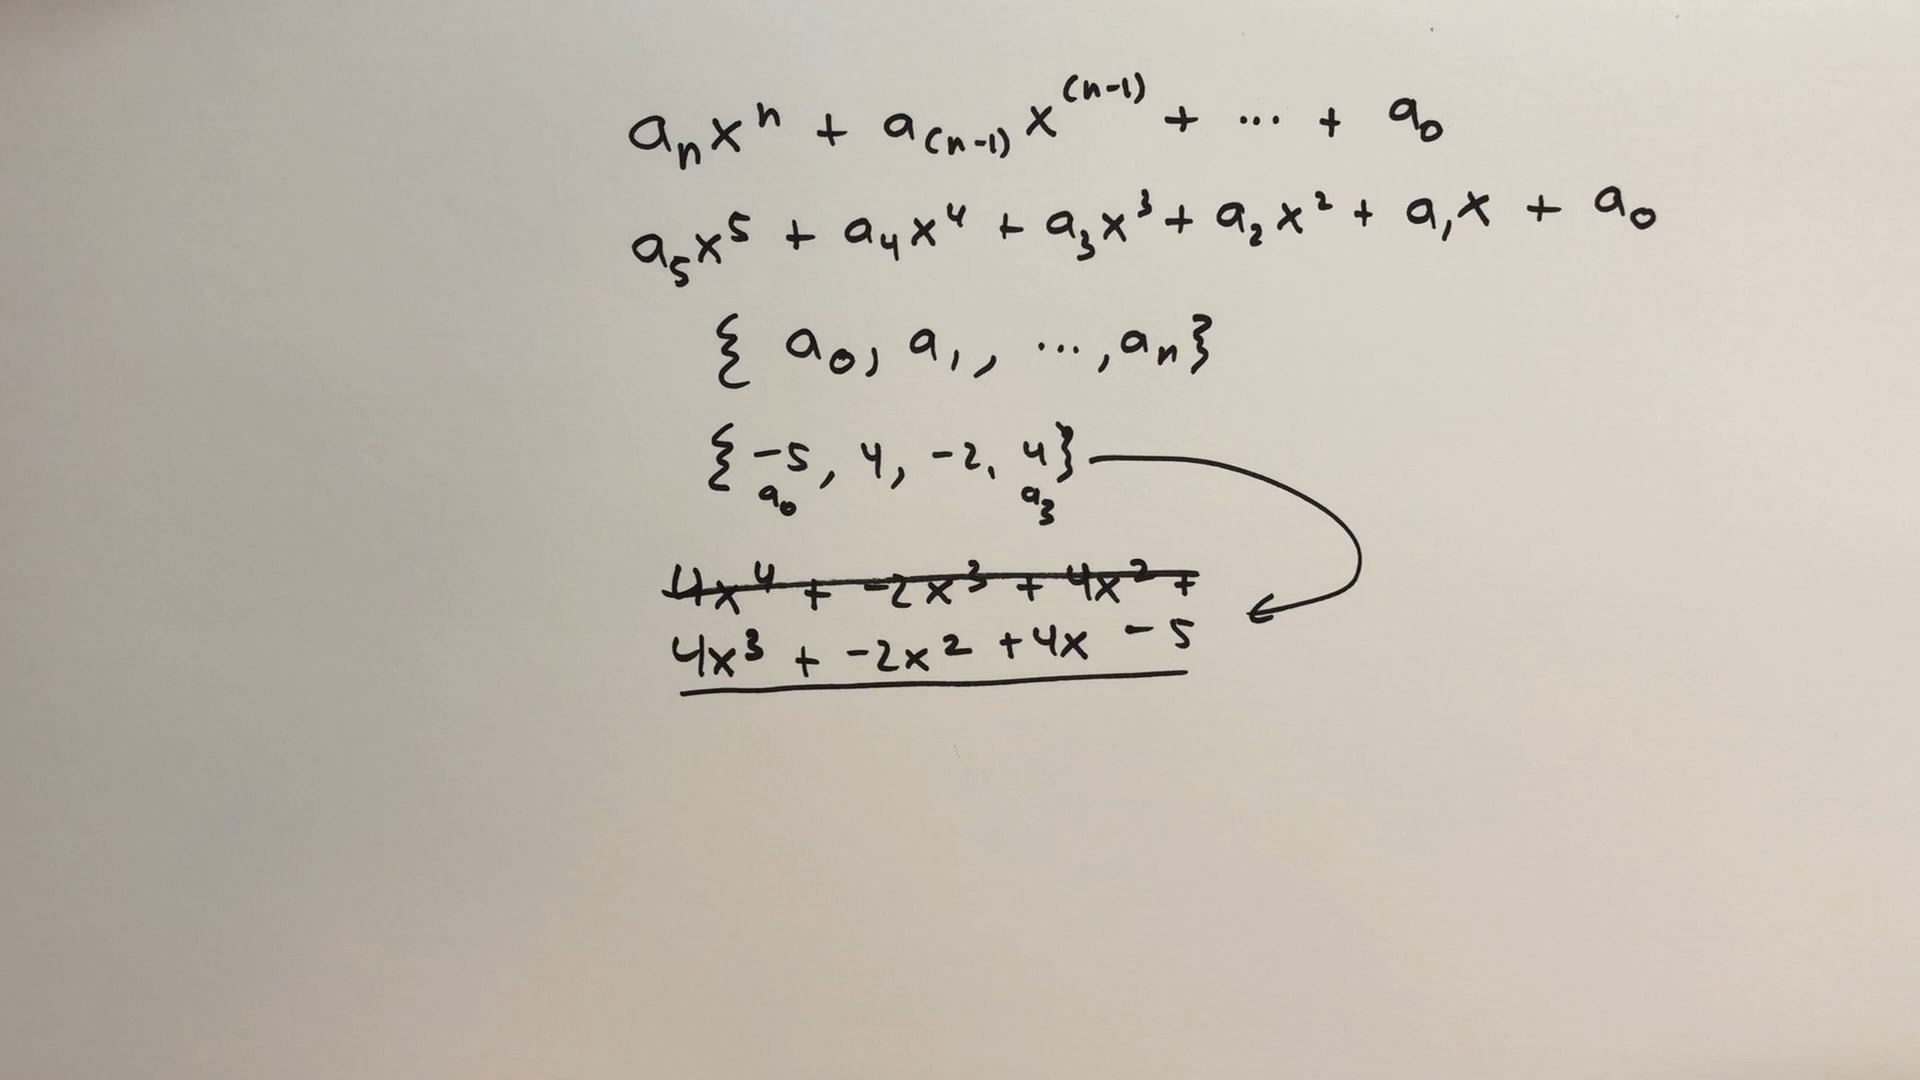 aₙxⁿ + a₍ₙ₋₁₎x⁽ⁿ⁻¹⁾ + ... + a₀
a₅x⁵ + a₄x⁴ + a₃x³ + a₂x² + a₁x + a₀
{ a₀, a₁, ..., aₙ}
{-5, 4, -2, 4}
a₀ a₃
4x⁴ + -2x³ + 4x² +
4x³ + -2x² + 4x - 5